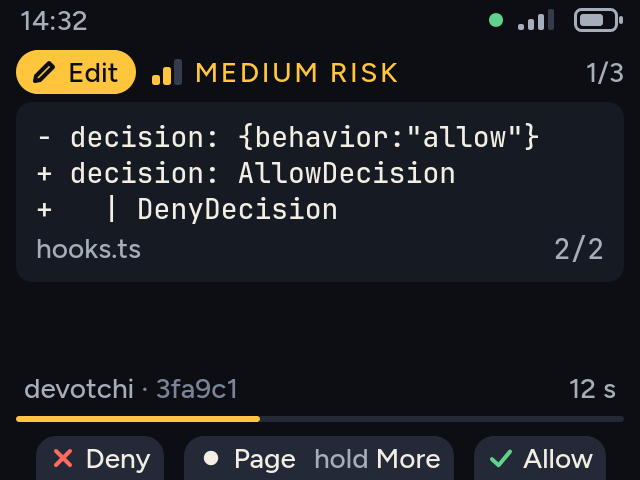 14:32
Edit MEDIUM RISK 1/3
- decision: {behavior:"allow"}
+ decision: AllowDecision
+   | DenyDecision
hooks.ts 2/2
devotchi · 3fa9c1 12 s
Deny Page hold More Allow